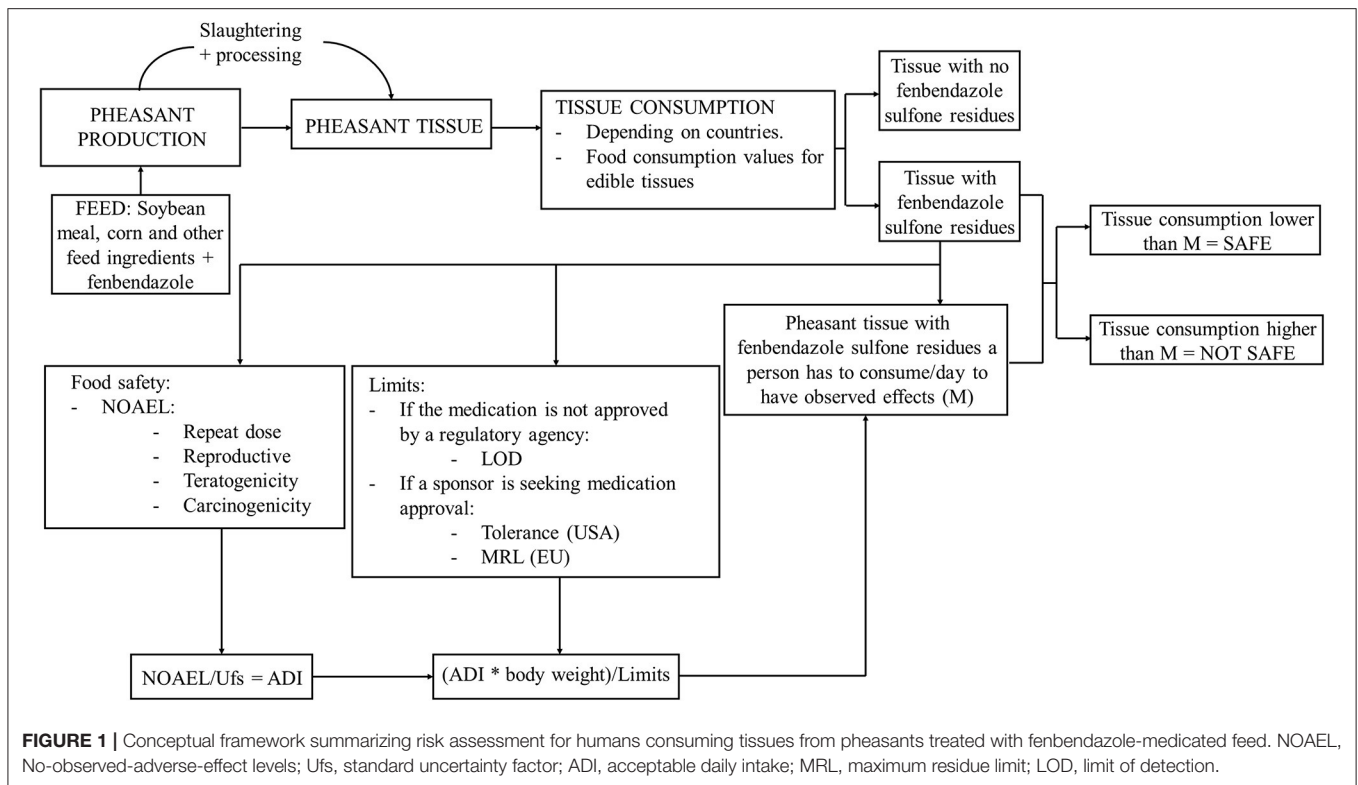 Slaughtering
+ processing
PHEASANT
PRODUCTION
PHEASANT TISSUE
TISSUE CONSUMPTION
- Depending on countries.
- Food consumption values for
edible tissues
Tissue with no
fenbendazole
sulfone residues
Tissue with
fenbendazole
sulfone residues
FEED: Soybean
meal, corn and other
feed ingredients +
fenbendazole
Tissue consumption lower
than M = SAFE
Tissue consumption higher
than M = NOT SAFE
Pheasant tissue with
fenbendazole sulfone residues a
person has to consume/day to
have observed effects (M)
Food safety:
- NOAEL:
- Repeat dose
- Reproductive
- Teratogenicity
- Carcinogenicity
Limits:
- If the medication is not approved
by a regulatory agency:
- LOD
- If a sponsor is seeking medication
approval:
- Tolerance (USA)
- MRL (EU)
NOAEL/Ufs = ADI
(ADI * body weight)/Limits
FIGURE 1 | Conceptual framework summarizing risk assessment for humans consuming tissues from pheasants treated with fenbendazole-medicated feed. NOAEL,
No-observed-adverse-effect levels; Ufs, standard uncertainty factor; ADI, acceptable daily intake; MRL, maximum residue limit; LOD, limit of detection.